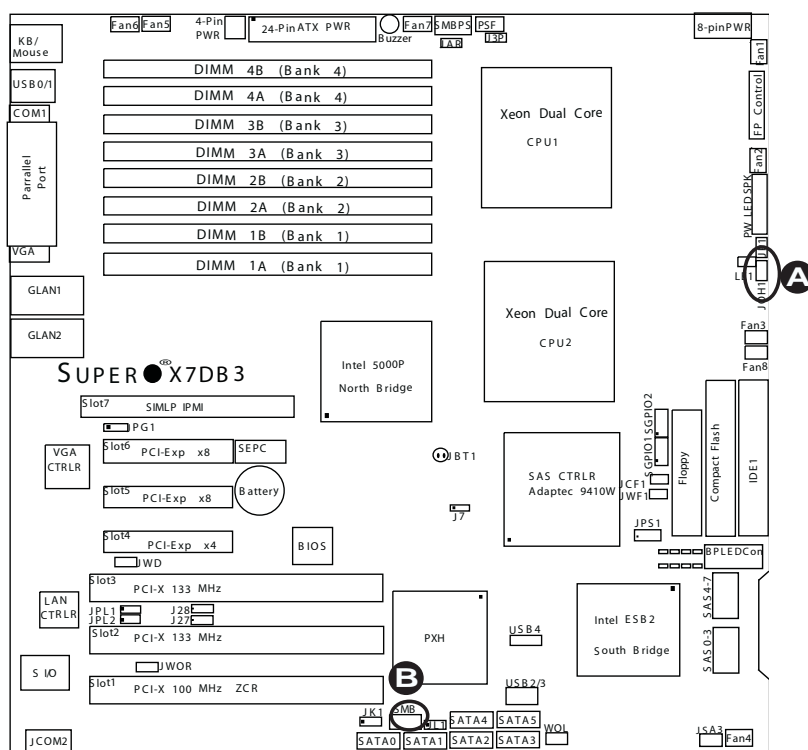 Fan6 Fan5 4-Pin PWR 24-Pin ATX PWR Buzzer Fan7 SMBPS PSF 8-pinPWR
JAR J3P
KB/
Mouse
USB0/1
COM1
Parrallel
Port
VGA
GLAN1
GLAN2
DIMM 4B (Bank 4)
DIMM 4A (Bank 4)
DIMM 3B (Bank 3)
DIMM 3A (Bank 3)
DIMM 2B (Bank 2)
DIMM 2A (Bank 2)
DIMM 1B (Bank 1)
DIMM 1A (Bank 1)
Xeon Dual Core
CPU1
Xeon Dual Core
CPU2
Fan1
FP Control
Fan2
PW LED SPK
JD1
LE1
JOH1
A
Fan3
Fan8
Intel 5000P
North Bridge
SUPER ® X7DB3
Slot7
SIMLP IPMI
JPG1
Slot6
PCI-Exp x8
SEPC
VGA
CTRLR
Slot5
PCI-Exp x8
Battery
Slot4
PCI-Exp x4
BIOS
JWD
JBT1
J7
SAS CTRLR
Adaptec 9410W
SGPIO1 SGPIO2
JCF1
JWF1
JPS1
Floppy
Compact Flash
IDE1
BPLEDCon
SAS4-7
SAS0-3
Slot3
PCI-X 133 MHz
LAN
CTRLR
JPL1
JPL2
J28
J27
Slot2
PCI-X 133 MHz
PXH
USB4
Intel ESB2
South Bridge
S I/O
JWOR
Slot1
PCI-X 100 MHz ZCR
B
USB2/3
JK1
SMB
JL1
SATA4 SATA5
SATA0 SATA1 SATA2 SATA3
WOL
JSA3
Fan4
JCOM2